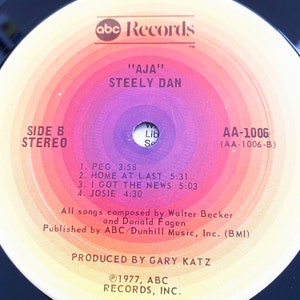 abc Records
"AJA"
STEELY DAN
SIDE B
STEREO
AA-1006
(AA-1006-B)
1. PEG 3:58
2. HOME AT LAST 5:31
3. I GOT THE NEWS 5:03
4. JOSIE 4:30
All songs composed by Walter Becker
and Donald Fagen
Published by ABC/Dunhill Music, Inc. (BMI)
PRODUCED BY GARY KATZ
©1977, ABC
RECORDS, INC.